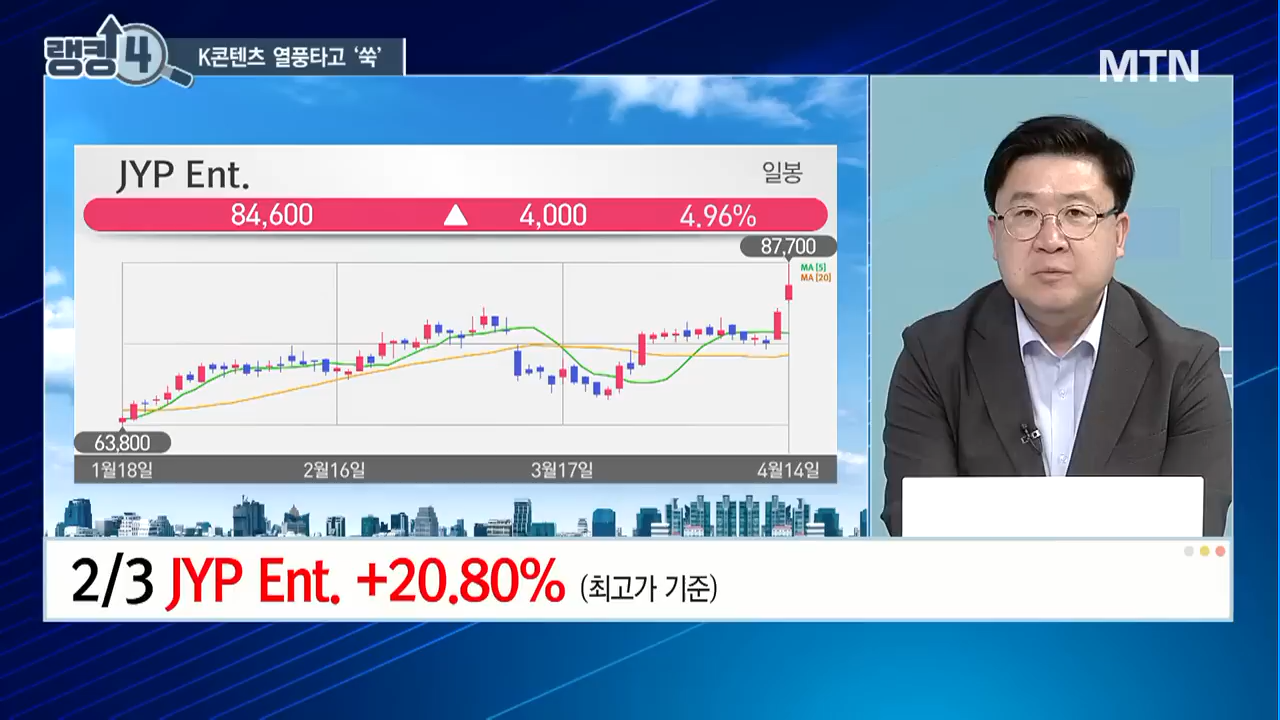 랭킹4
K콘텐츠 열풍타고 ‘쑥’
MTN
JYP Ent.
일봉
84,600 ▲ 4,000 4.96%
87,700
MA [5]
MA [20]
63,800
1월18일 2월16일 3월17일 4월14일
2/3 JYP Ent. +20.80% (최고가 기준)